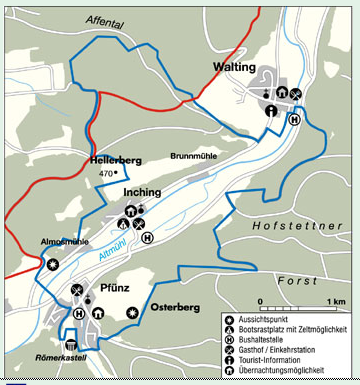 Affental
Walting
Hellerberg
470
Brunnmühle
Inching
Hofstettner
Almosmühle
Altmühl
Forst
Pfünz
Osterberg
Römerkastell
0 1 km
Aussichtspunkt
Bootsrastplatz mit Zeltmöglichkeit
H Bushaltestelle
Gasthof / Einkehrstation
i Tourist-Information
Übernachtungsmöglichkeit